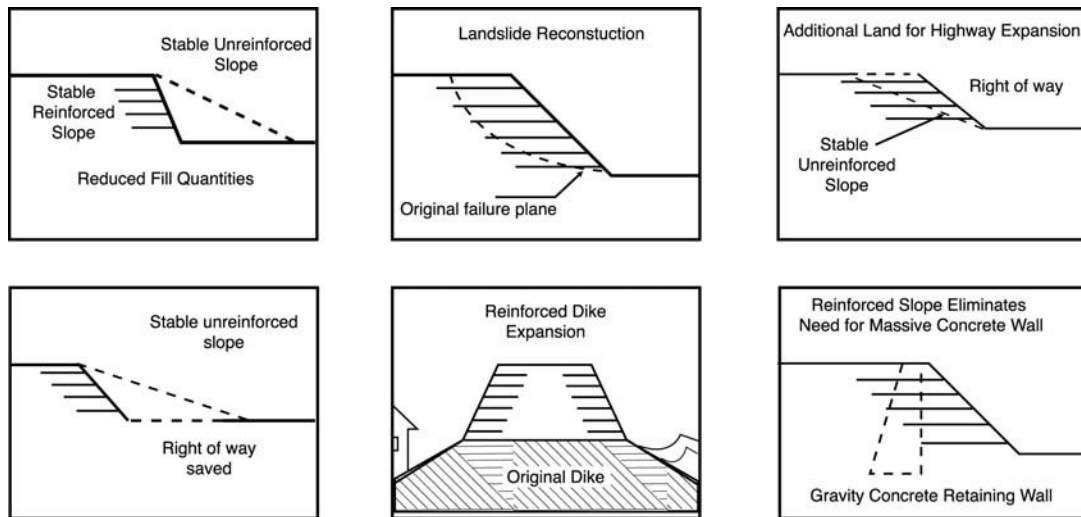 Stable Unreinforced
Slope
Stable
Reinforced
Slope
Reduced Fill Quantities
Landslide Reconstuction
Original failure plane
Additional Land for Highway Expansion
Right of way
Stable
Unreinforced
Slope
Stable unreinforced
slope
Right of way
saved
Reinforced Dike
Expansion
Original Dike
Reinforced Slope Eliminates
Need for Massive Concrete Wall
Gravity Concrete Retaining Wall